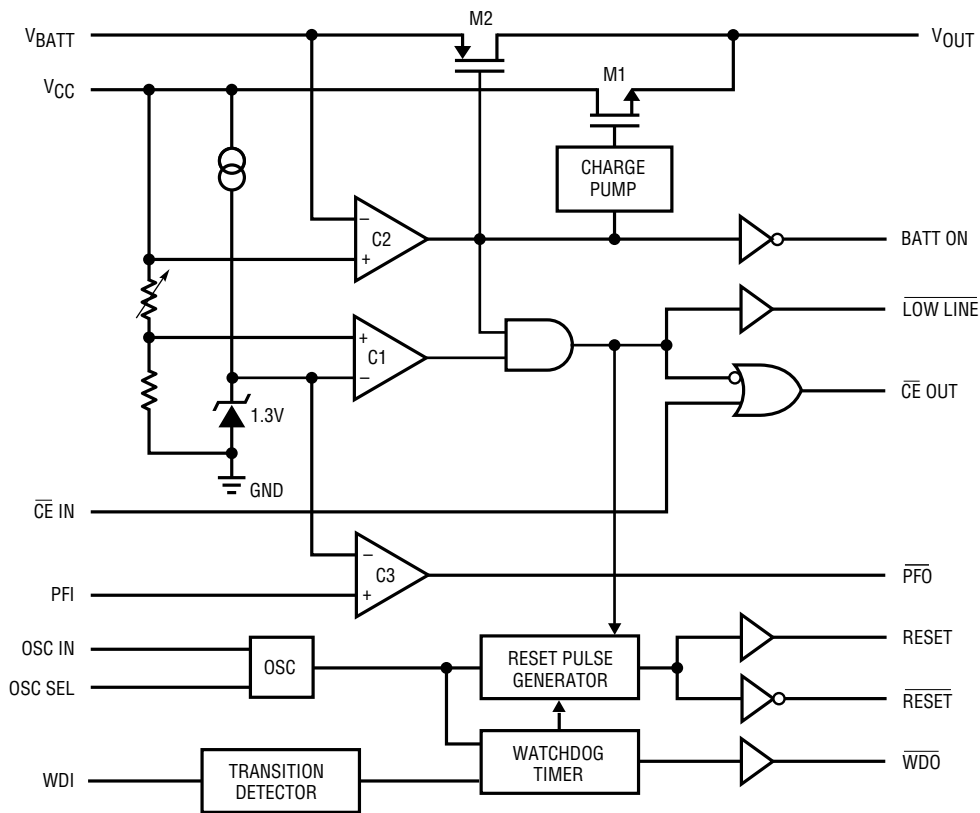 M2
VBATT
VOUT
VCC
M1
CHARGE
PUMP
−
C2
+
BATT ON
LOW LINE
+
C1
−
CE OUT
1.3V
GND
CE IN
−
C3
+
PFO
PFI
OSC IN
OSC SEL
OSC
RESET PULSE
GENERATOR
RESET
RESET
WDI
TRANSITION
DETECTOR
WATCHDOG
TIMER
WDO